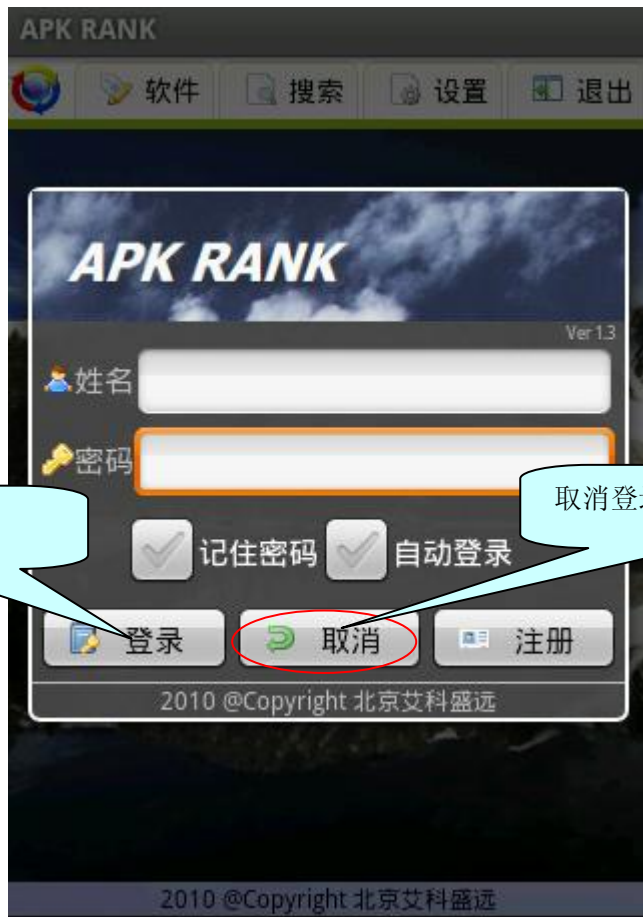 APK RANK
软件 搜索 设置 退出
APK RANK
Ver 1.3
姓名
密码
取消登
记住密码 自动登录
登录 取消 注册
2010 @Copyright 北京艾科盛远
2010 @Copyright 北京艾科盛远